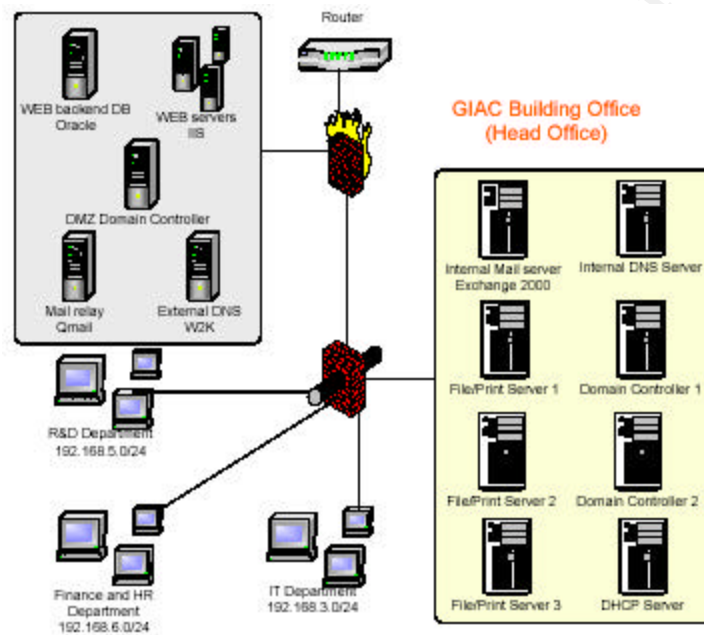 Router
WEB backend DB
Oracle
WEB servers
IIS
DMZ Domain Controller
Mail relay
Qmail
External DNS
W2K
GIAC Building Office
(Head Office)
Internal Mail server
Exchange 2000
Internal DNS Server
File/Print Server 1
Domain Controller 1
File/Print Server 2
Domain Controller 2
File/Print Server 3
DHCP Server
R&D Department
192.168.5.0/24
Finance and HR
Department
192.168.6.0/24
IT Department
192.168.3.0/24